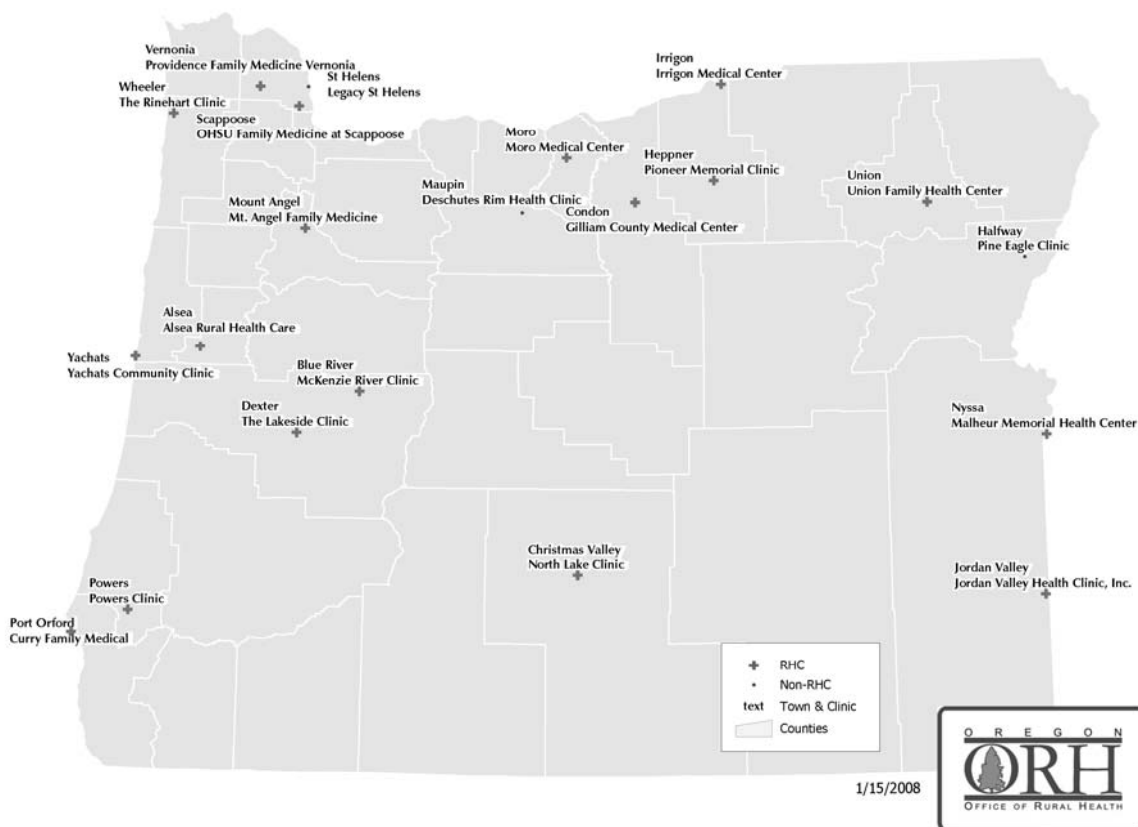 Vernonia
Providence Family Medicine Vernonia
St Helens
Legacy St Helens
Wheeler
The Rinehart Clinic
Scappoose
OHSU Family Medicine at Scappoose
Irrigon
Irrigon Medical Center
Moro
Moro Medical Center
Heppner
Pioneer Memorial Clinic
Maupin
Deschutes Rim Health Clinic
Condon
Gilliam County Medical Center
Union
Union Family Health Center
Halfway
Pine Eagle Clinic
Mount Angel
Mt. Angel Family Medicine
Alsea
Alsea Rural Health Care
Yachats
Yachats Community Clinic
Blue River
McKenzie River Clinic
Dexter
The Lakeside Clinic
Nyssa
Malheur Memorial Health Center
Christmas Valley
North Lake Clinic
Jordan Valley
Jordan Valley Health Clinic, Inc.
Powers
Powers Clinic
Port Orford
Curry Family Medical
RHC
Non-RHC
text Town & Clinic
Counties
1/15/2008
OREGON
ORH
OFFICE OF RURAL HEALTH